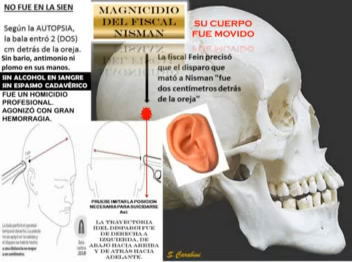 NO FUE EN LA SIEN
Según la AUTOPSIA,
la bala entró 2 (DOS)
cm detrás de la oreja.
Sin bario, antimonio ni
plomo en sus manos.
SIN ALCOHOL EN SANGRE
SIN ESPASMO CADAVÉRICO
FUE UN HOMICIDIO
PROFESIONAL.
AGONIZÓ CON GRAN
HEMORRAGIA.
MAGNICIDIO
DEL FISCAL
NISMAN
SU CUERPO
FUE MOVIDO
La fiscal Fein precisó
que el disparo que
mató a Nisman "fue
dos centímetros detrás
de la oreja"
PRUEBE IMITAR LA POSICION
NECESARIA PARA SUICIDARSE
Así:
LA TRAYECTORIA
DEL DISPARO FUE
DE DERECHA A
IZQUIERDA, DE
ABAJO HACIA ARRIBA
Y DE ATRÁS HACIA
ADELANTE.